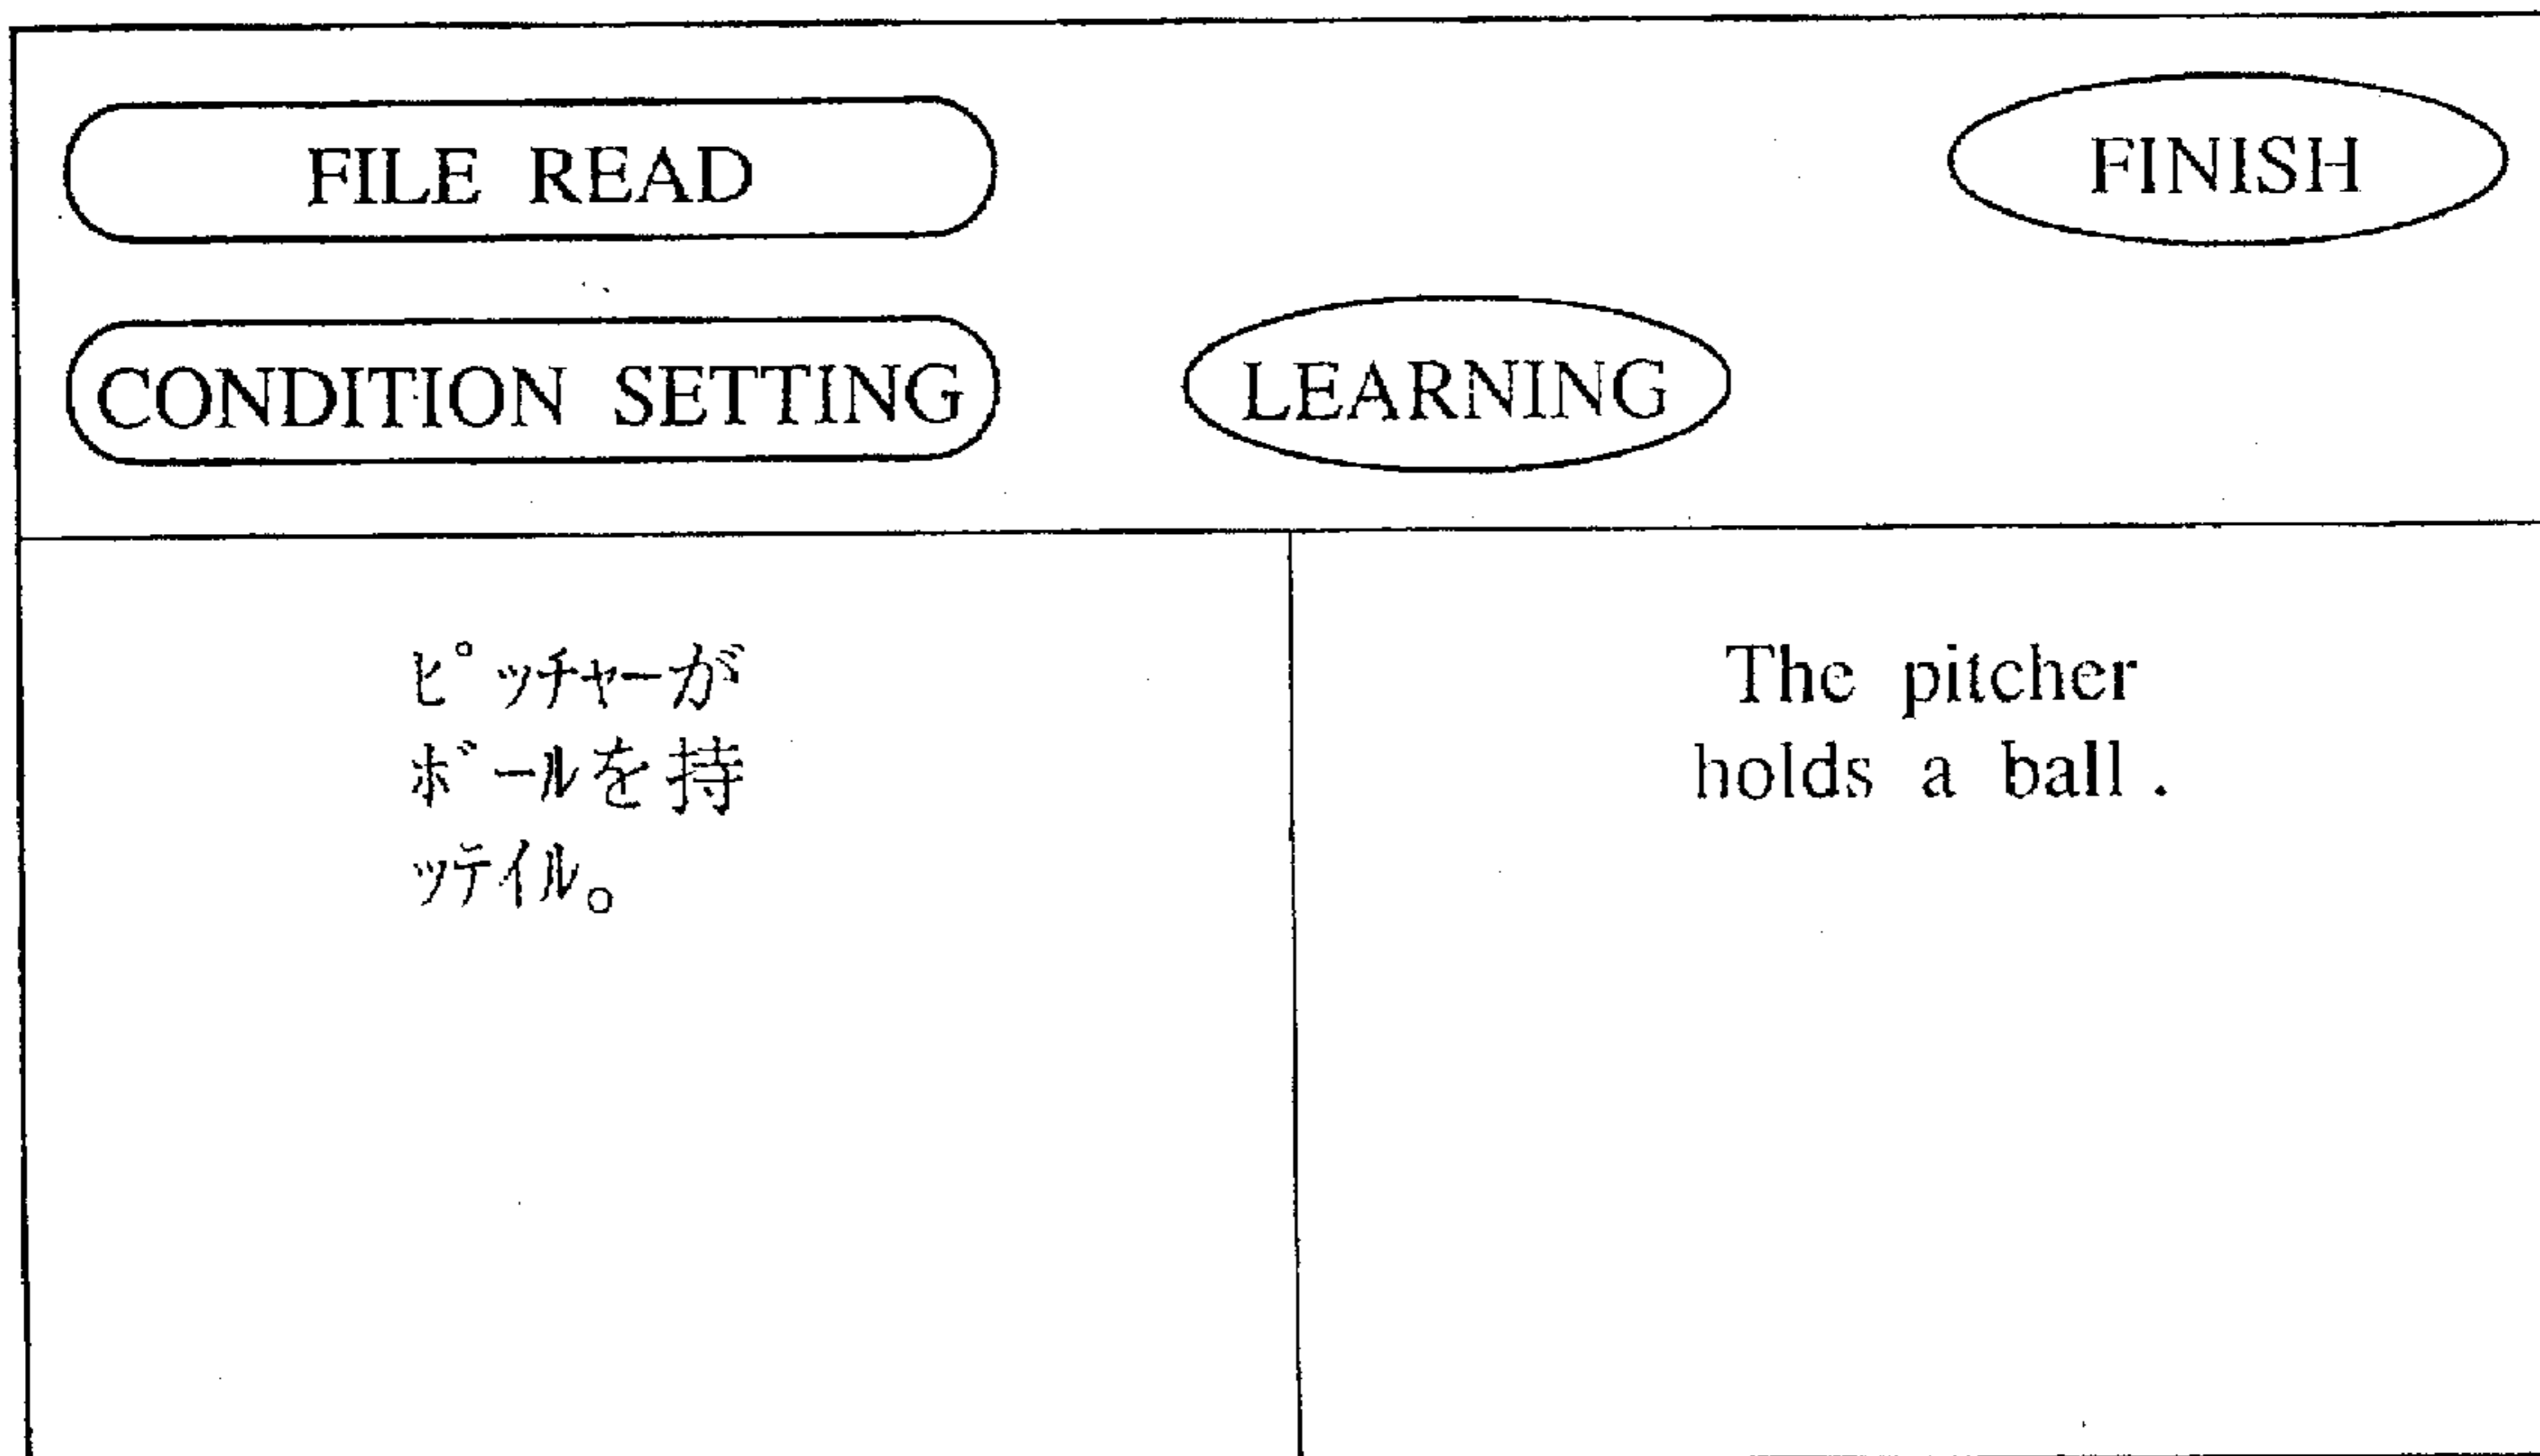 FILE READ
FINISH
CONDITION SETTING
LEARNING
ﾋﾟｯﾁｬｰが
ﾎﾞｰﾙを持
ｯﾃｲﾙ。
The pitcher
holds a ball .